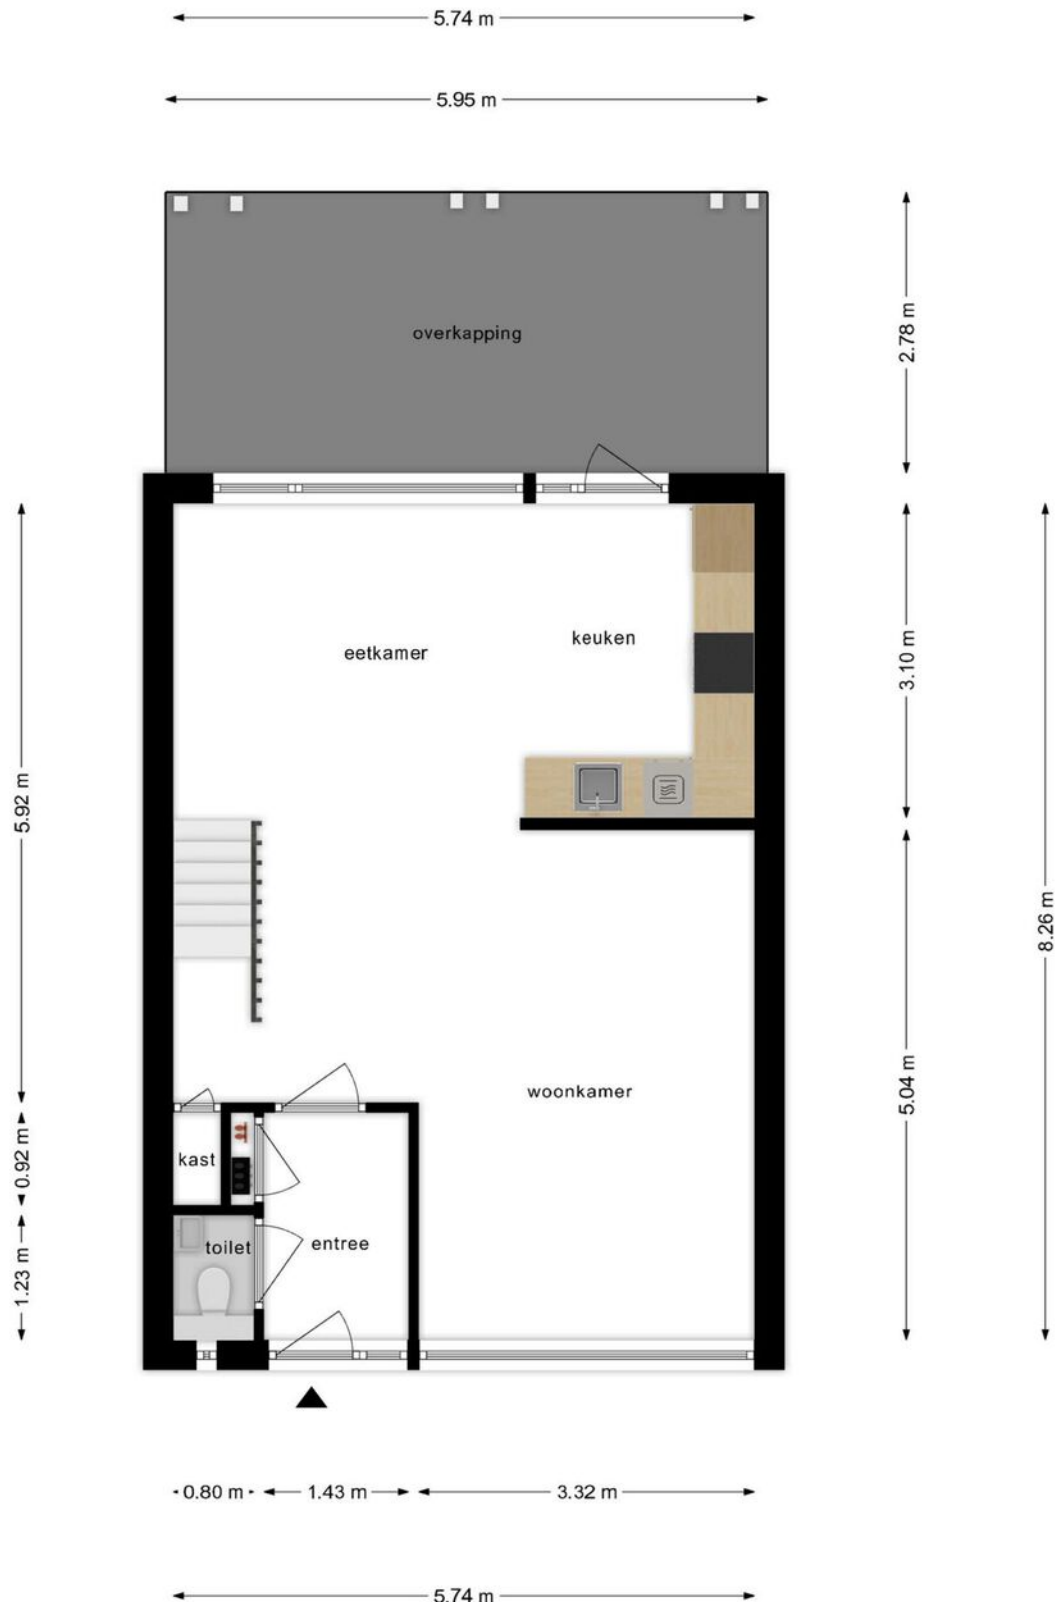 5.74 m
5.95 m
overkapping
2.78 m
keuken
eetkamer
3.10 m
5.92 m
8.26 m
woonkamer
5.04 m
kast
0.92 m
toilet
entree
1.23 m
0.80 m
1.43 m
3.32 m
5.74 m